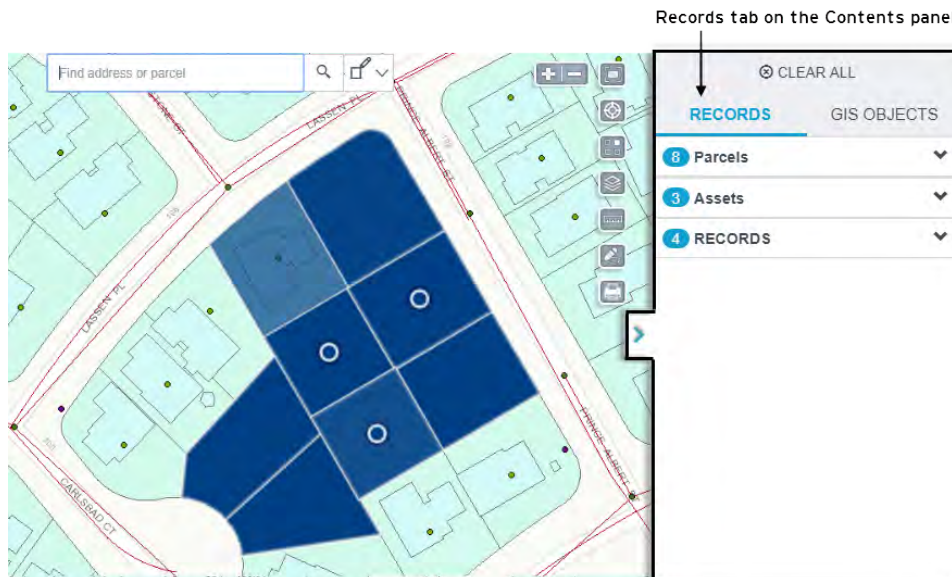 Records tab on the Contents pane
Find address or parcel
CLEAR ALL
RECORDS
GIS OBJECTS
8 Parcels
3 Assets
4 RECORDS
LASSEN PL
PRINCE ALBERT CT
LASSEN PL
PRINCE ALBERT
CARLSBAD CT